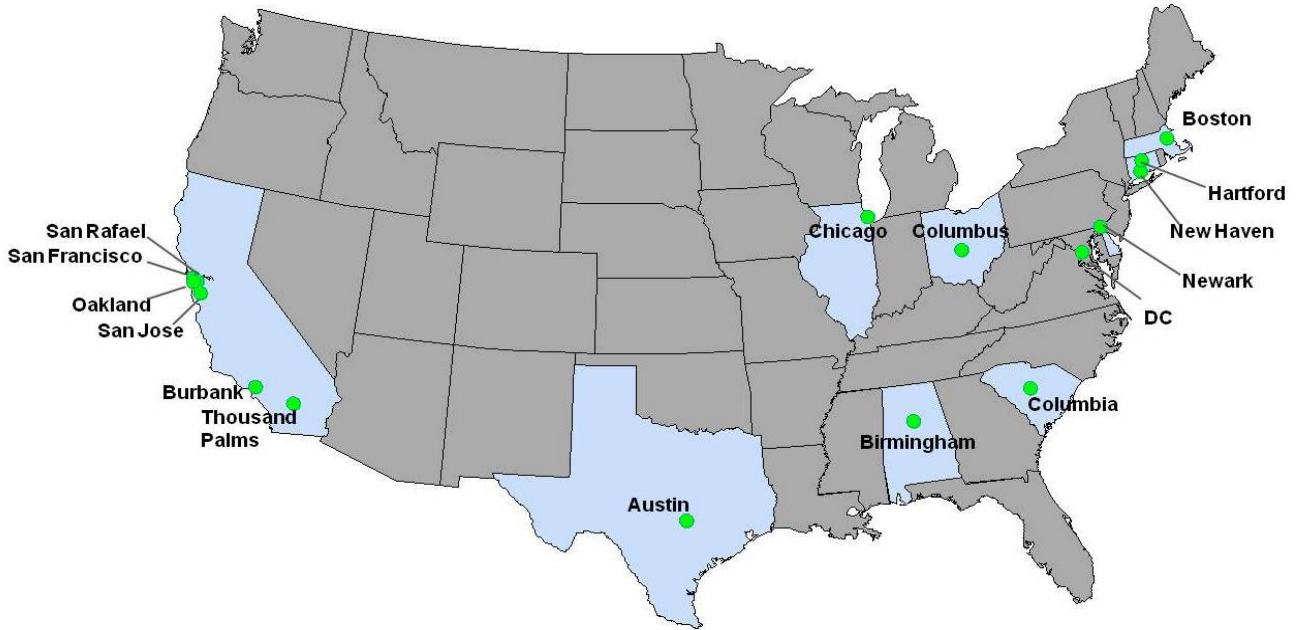 Boston
Hartford
San Rafael
Chicago
Columbus
New Haven
San Francisco
Newark
Oakland
DC
San Jose
Burbank
Thousand
Palms
Columbia
Birmingham
Austin